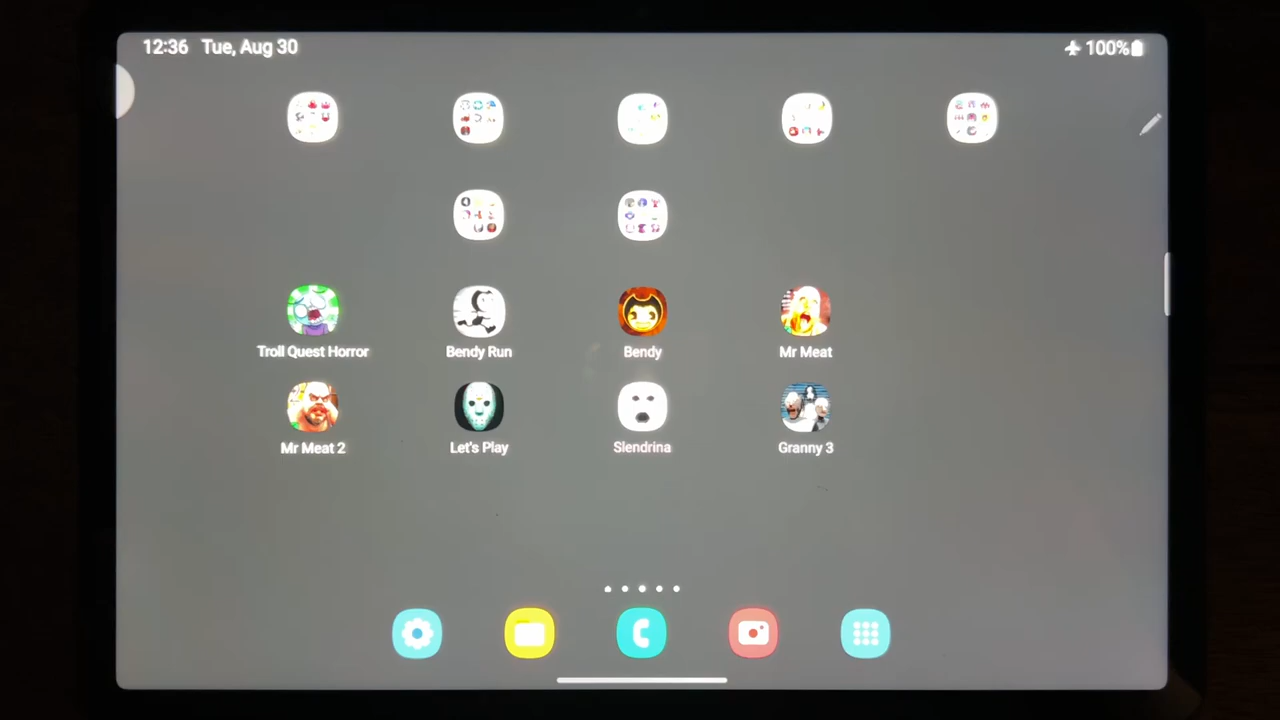 12:36 Tue, Aug 30 100%
Troll Quest Horror Bendy Run Bendy Mr Meat
Mr Meat 2 Let's Play Slendrina Granny 3